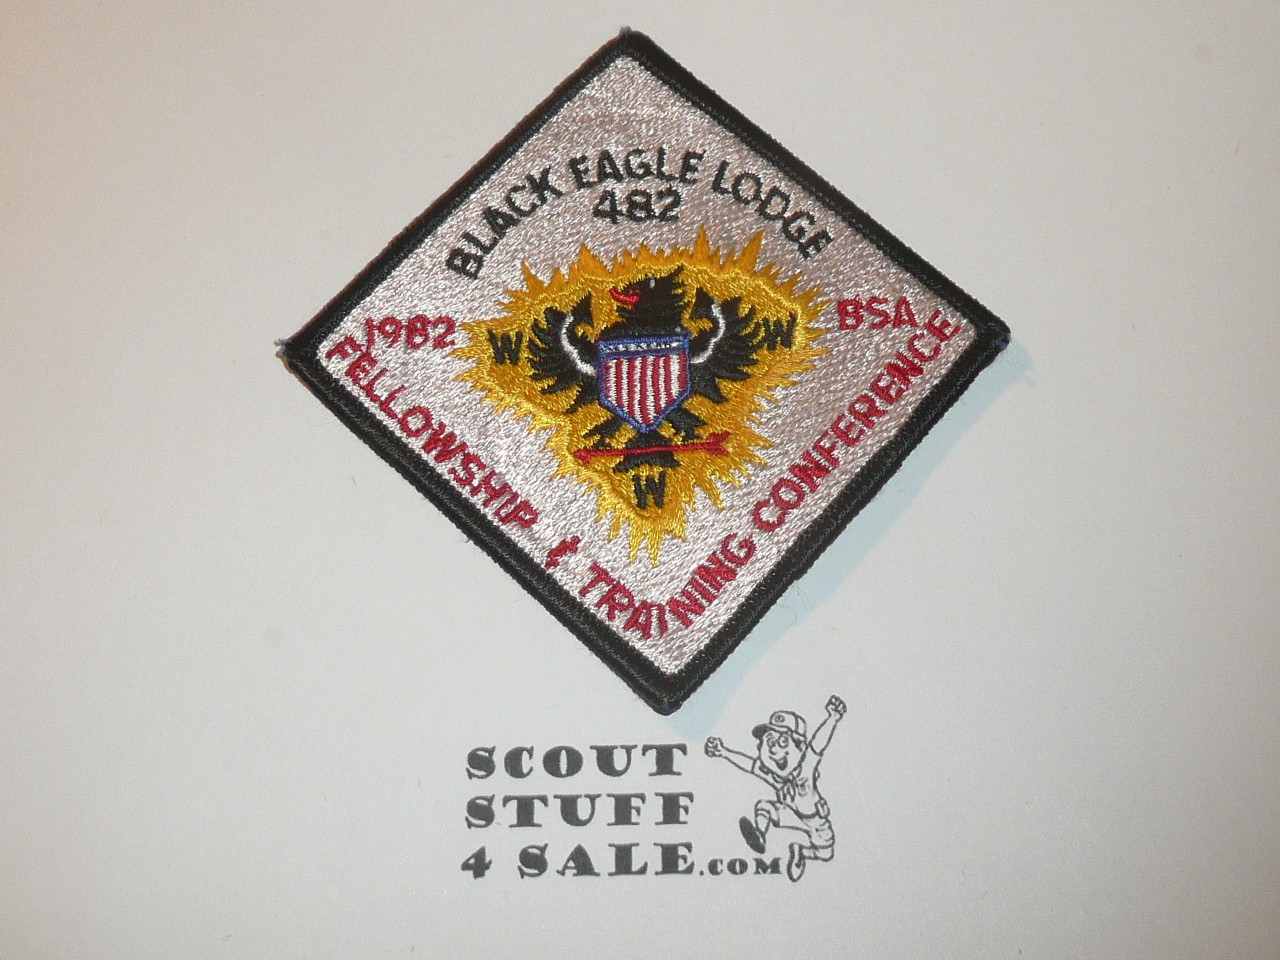 BLACK EAGLE LODGE
482
1982
BSA
W W
W
FELLOWSHIP & TRAINING CONFERENCE
SCOUT
STUFF
4 SALE.COM